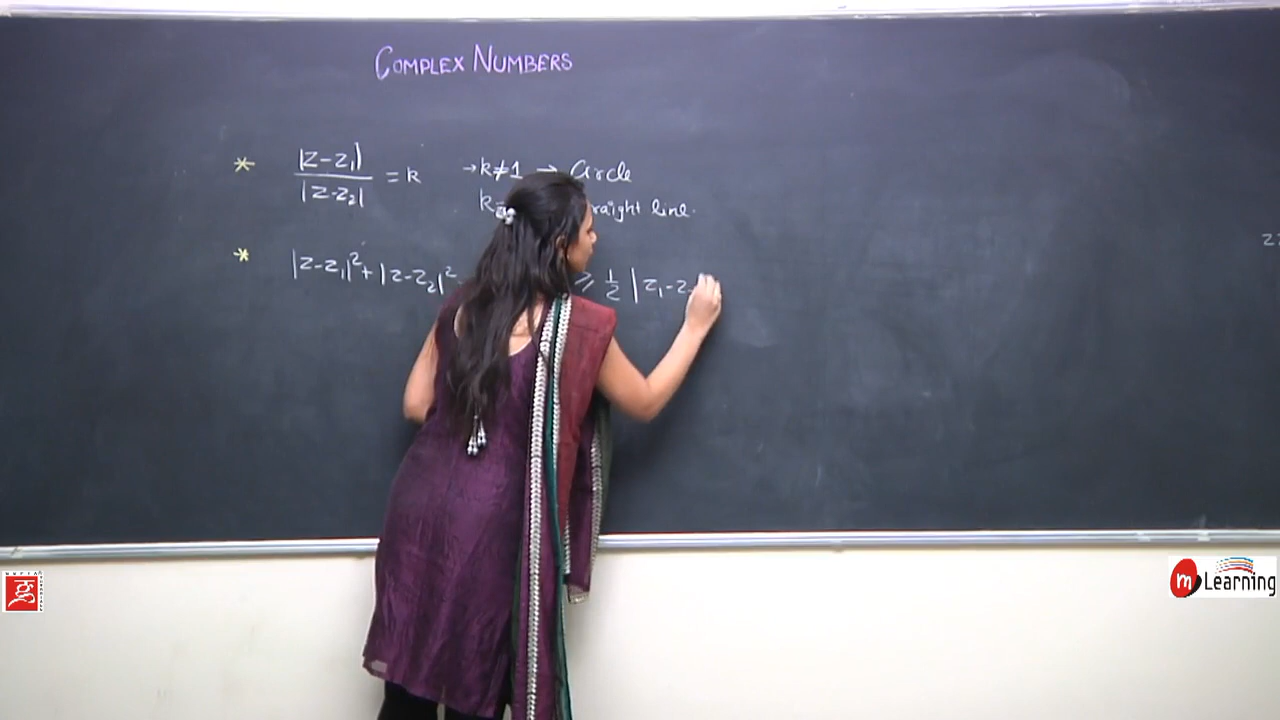 COMPLEX NUMBERS
* |z-z₁| / |z-z₂| = k → k≠1 → Circle
k raight line.
* |z-z₁|² + |z-z₂|² ≥ 1/2 |z₁-z
m Learning